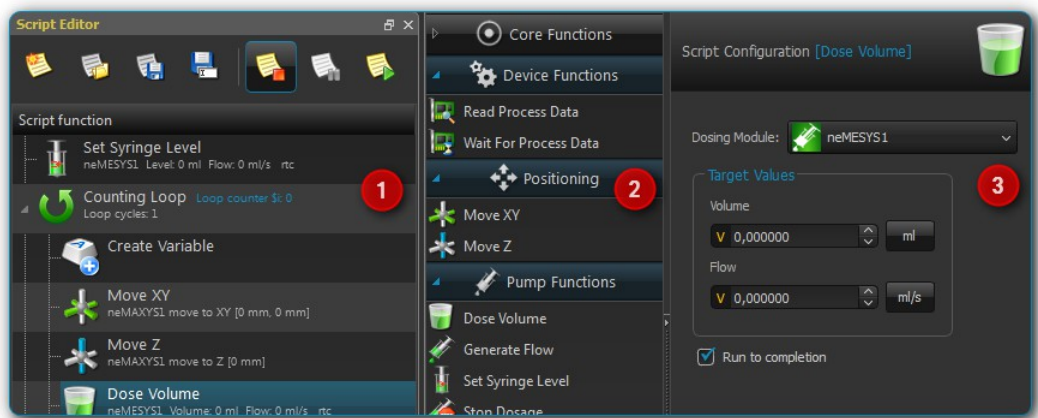 Script Editor
Script function
Set Syringe Level
neMESYS1 Level: 0 ml Flow: 0 ml/s rtc
Counting Loop Loop counter $i: 0
Loop cycles: 1
1
Create Variable
Move XY
neMAXYS1 move to XY [0 mm, 0 mm]
Move Z
neMAXYS1 move to Z [0 mm]
Dose Volume
neMESYS1 Volume: 0 ml Flow: 0 ml/s rtc
Core Functions
Device Functions
Read Process Data
Wait For Process Data
Positioning
2
Move XY
Move Z
Pump Functions
Dose Volume
Generate Flow
Set Syringe Level
Stop Dosage
Script Configuration [Dose Volume]
Dosing Module: neMESYS1
Target Values
3
Volume
V 0,000000 ml
Flow
V 0,000000 ml/s
Run to completion